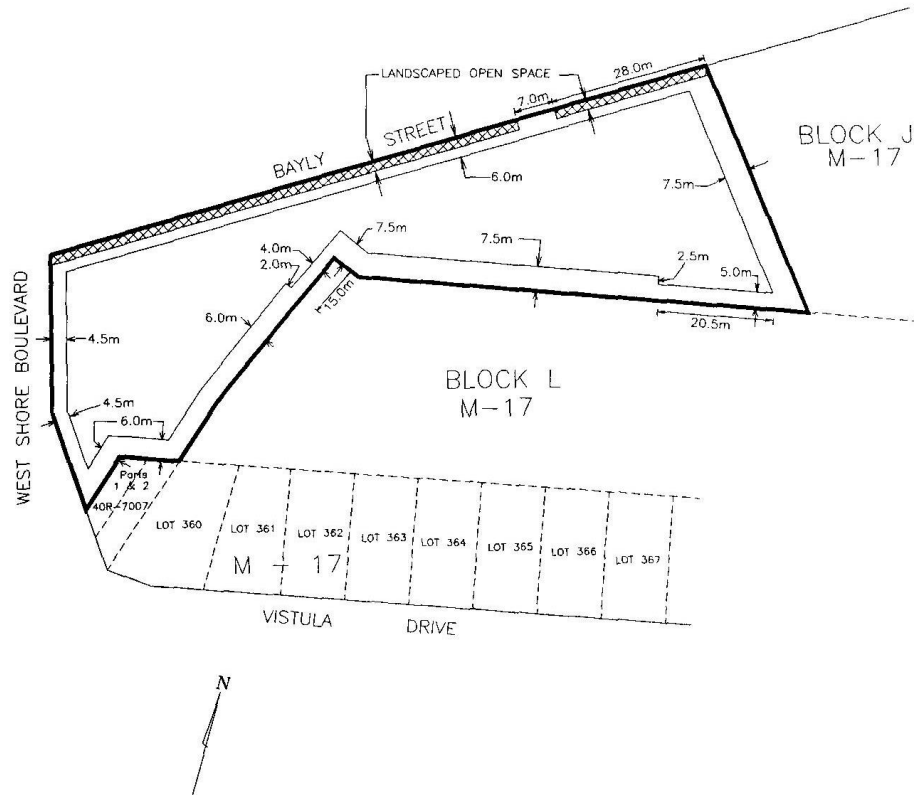 LANDSCAPED OPEN SPACE
28.0m
7.0m
BAYLY STREET
6.0m
BLOCK J
M-17
7.5m
7.5m
7.5m
4.0m
2.0m
2.5m
5.0m
15.0m
20.5m
6.0m
WEST SHORE BOULEVARD
4.5m
4.5m
6.0m
BLOCK L
M-17
Parts
1 & 2
40R-7007
LOT 360
LOT 361
LOT 362
LOT 363
LOT 364
LOT 365
LOT 366
LOT 367
M - 17
VISTULA DRIVE
N